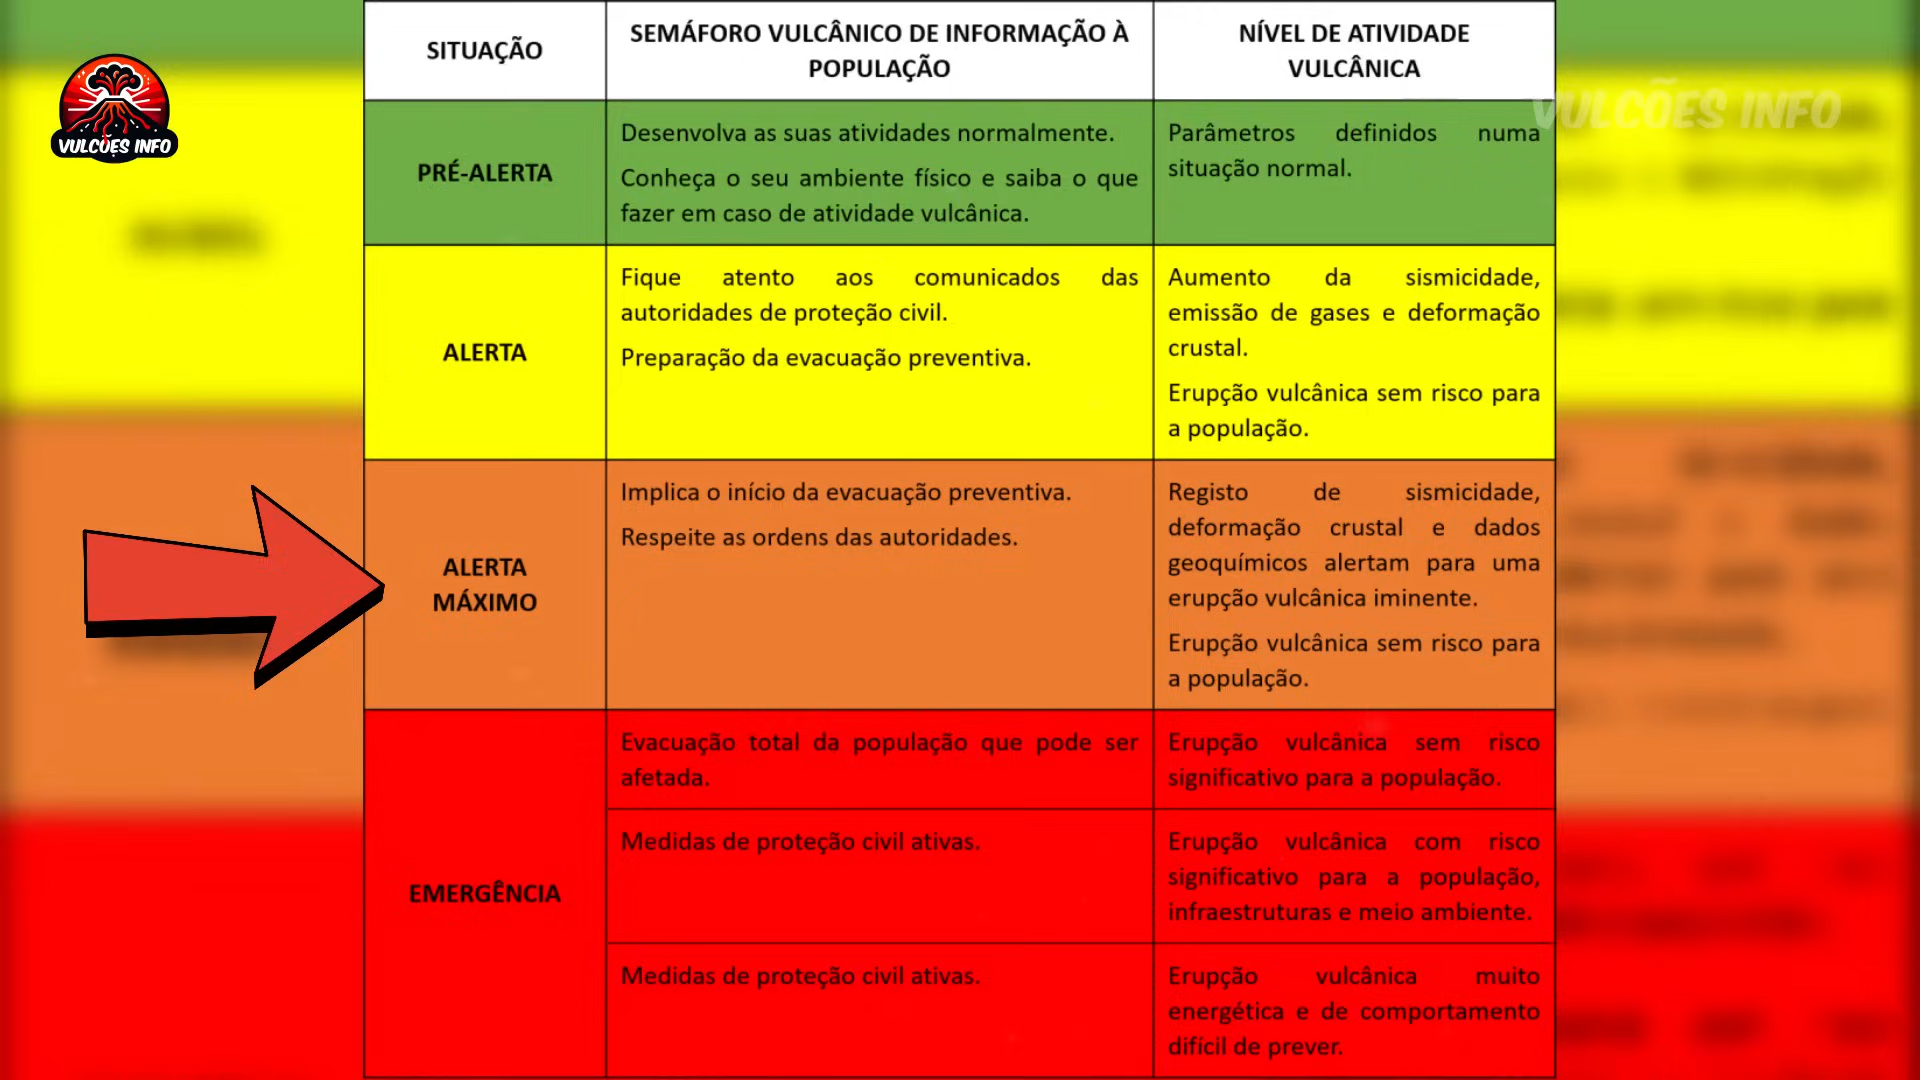 SITUAÇÃO
SEMÁFORO VULCÂNICO DE INFORMAÇÃO À
POPULAÇÃO
NÍVEL DE ATIVIDADE
VULCÂNICA
VULCÕES INFO
VULCÕES INFO
PRÉ-ALERTA
Desenvolva as suas atividades normalmente.
Conheça o seu ambiente físico e saiba o que
fazer em caso de atividade vulcânica.
Parâmetros definidos numa
situação normal.
ALERTA
Fique atento aos comunicados das
autoridades de proteção civil.
Preparação da evacuação preventiva.
Aumento da sismicidade,
emissão de gases e deformação
crustal.
Erupção vulcânica sem risco para
a população.
ALERTA
MÁXIMO
Implica o início da evacuação preventiva.
Respeite as ordens das autoridades.
Registo de sismicidade,
deformação crustal e dados
geoquímicos alertam para uma
erupção vulcânica iminente.
Erupção vulcânica sem risco para
a população.
EMERGÊNCIA
Evacuação total da população que pode ser
afetada.
Erupção vulcânica sem risco
significativo para a população.
Medidas de proteção civil ativas.
Erupção vulcânica com risco
significativo para a população,
infraestruturas e meio ambiente.
Medidas de proteção civil ativas.
Erupção vulcânica muito
energética e de comportamento
difícil de prever.